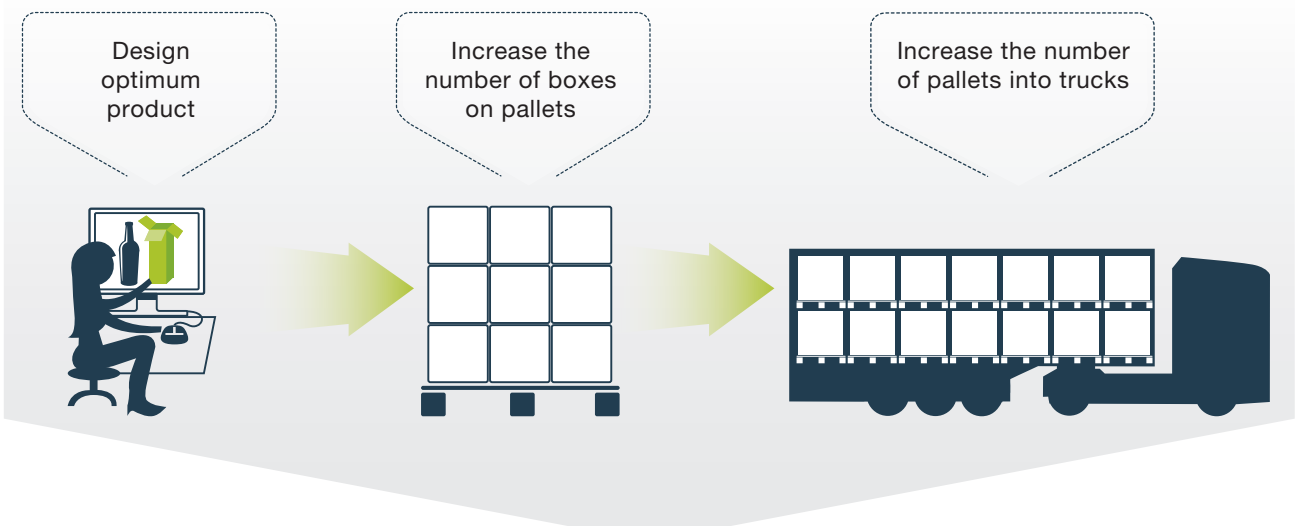 Design
optimum
product
Increase the
number of boxes
on pallets
Increase the number
of pallets into trucks